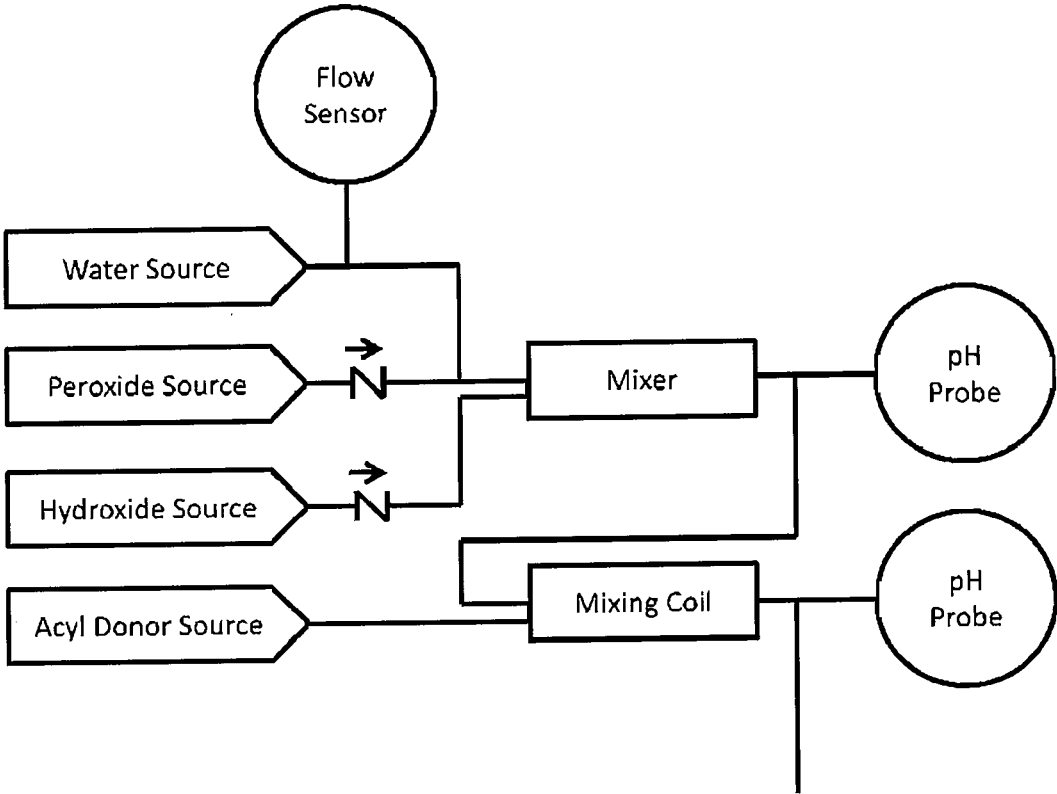 Flow
Sensor
Water Source
Peroxide Source
Mixer
pH
Probe
Hydroxide Source
Acyl Donor Source
Mixing Coil
pH
Probe